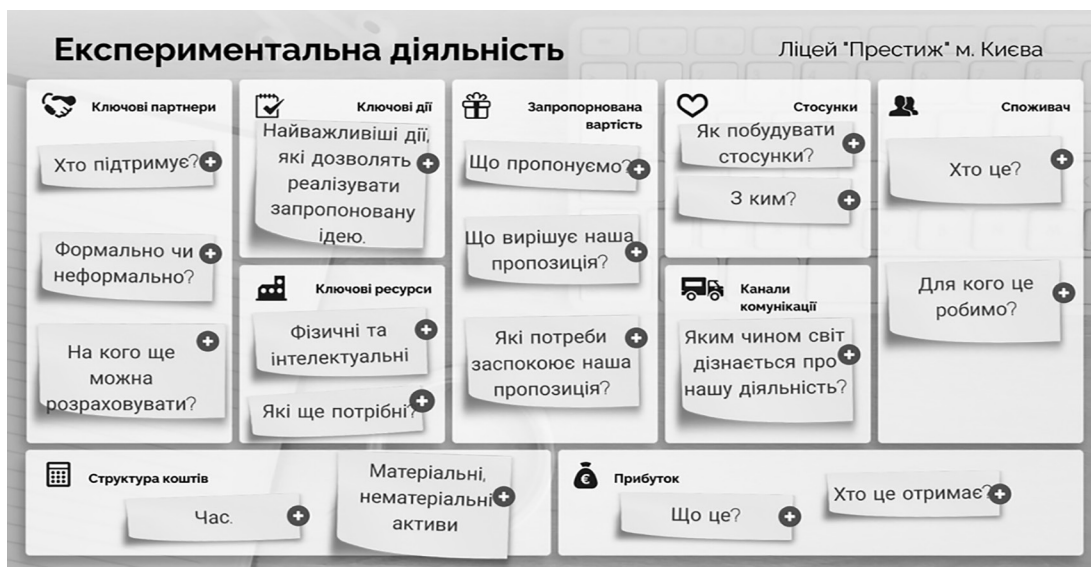 Експериментальна діяльність
Ліцей "Престиж" м. Києва
Ключові партнери
Хто підтримує?
Формально чи
неформально?
На кого ще
можна
розраховувати?
Ключові дії
Найважливіші дії,
які дозволять
реалізувати
запропоновану
ідею.
Ключові ресурси
Фізичні та
інтелектуальні
Які ще потрібні?
Запропорнована
вартість
Що пропонуємо?
Що вирішує наша
пропозиція?
Які потреби
заспокоює наша
пропозиція?
Стосунки
Як побудувати
стосунки?
З ким?
Канали
комунікації
Яким чином світ
дізнається про
нашу діяльність?
Споживач
Хто це?
Для кого це
робимо?
Структура коштів
Час.
Матеріальні,
нематеріальні
активи
Прибуток
Що це?
Хто це отримає?